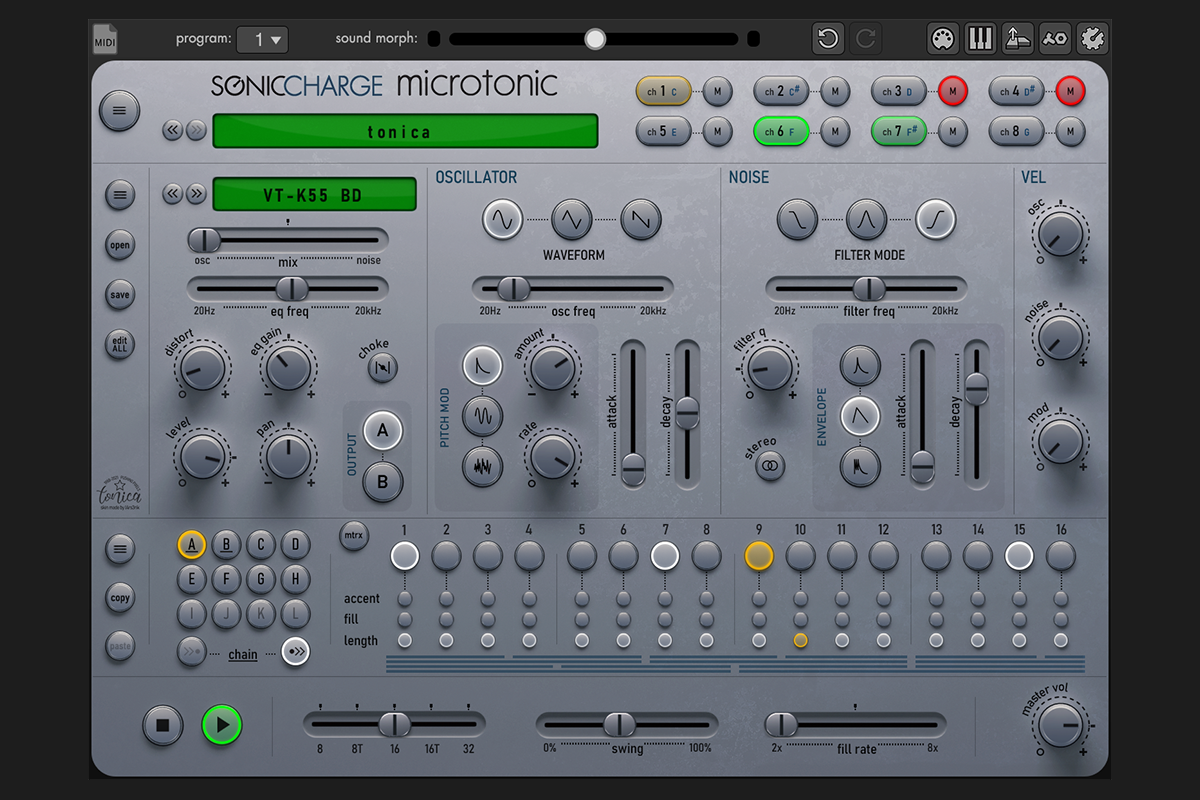 MIDI
program: 1 ▼ sound morph:
SONICCHARGE microtonic
ch 1 C M ch 2 C# M ch 3 D M ch 4 D# M
tonica
ch 5 E M ch 6 F M ch 7 F# M ch 8 G M
OSCILLATOR NOISE VEL
VT-K55 BD
osc mix noise
WAVEFORM FILTER MODE
osc
open
20Hz eq freq 20kHz
20Hz osc freq 20kHz
20Hz filter freq 20kHz
save
edit
ALL
distort eq gain choke
amount filter q noise
PITCH MOD attack decay
ENVELOPE attack decay
level pan OUTPUT A
B
rate stereo mod
tonica
A B C D mtrx 1 2 3 4 5 6 7 8 9 10 11 12 13 14 15 16
E F G H
copy
accent
I J K L
fill
paste
chain
length
8 8T 16 16T 32
0% swing 100%
2x fill rate 8x
master vol